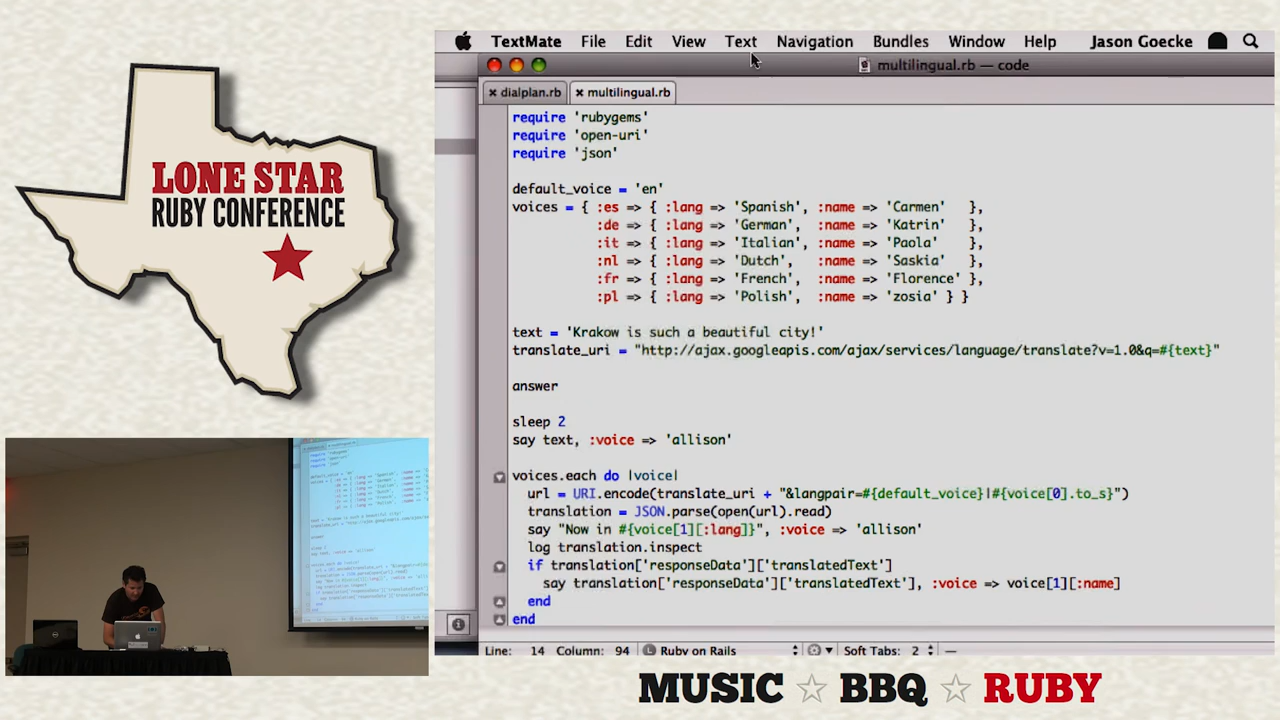 LONE STAR
RUBY CONFERENCE
TextMate File Edit View Text Navigation Bundles Window Help Jason Goecke
multilingual.rb — code
dialplan.rb multilingual.rb
require 'rubygems'
require 'open-uri'
require 'json'
default_voice = 'en'
voices = { :es => { :lang => 'Spanish', :name => 'Carmen' },
:de => { :lang => 'German', :name => 'Katrin' },
:it => { :lang => 'Italian', :name => 'Paola' },
:nl => { :lang => 'Dutch', :name => 'Saskia' },
:fr => { :lang => 'French', :name => 'Florence' },
:pl => { :lang => 'Polish', :name => 'zosia' } }
text = 'Krakow is such a beautiful city!'
translate_uri = "http://ajax.googleapis.com/ajax/services/language/translate?v=1.0&q=#{text}"
answer
sleep 2
say text, :voice => 'allison'
voices.each do |voice|
url = URI.encode(translate_uri + "&langpair=#{default_voice}|#{voice[0].to_s}")
translation = JSON.parse(open(url).read)
say "Now in #{voice[1][:lang]}", :voice => 'allison'
log translation.inspect
if translation['responseData']['translatedText']
say translation['responseData']['translatedText'], :voice => voice[1][:name]
end
end
Line: 14 Column: 94 Ruby on Rails Soft Tabs: 2 —
MUSIC ☆ BBQ ☆ RUBY